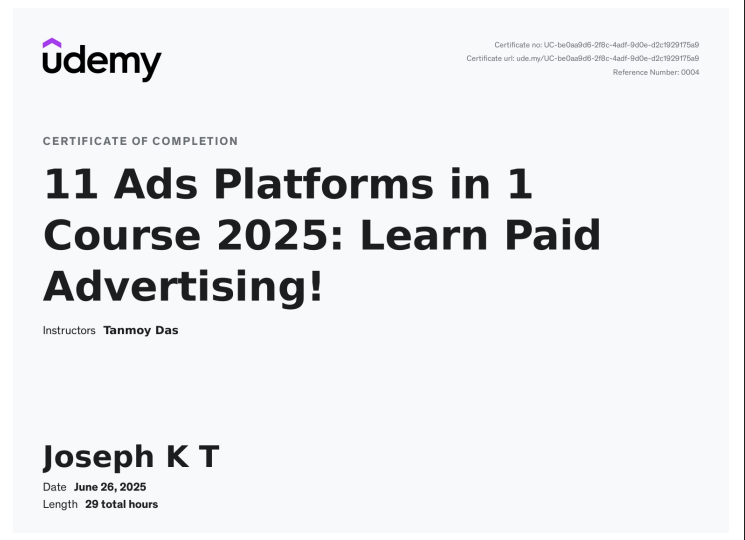 udemy
Certificate no: UC-be0aa9d6-2f8c-4adf-9d0e-d2c1929175a9
Certificate url: ude.my/UC-be0aa9d6-2f8c-4adf-9d0e-d2c1929175a9
Reference Number: 0004
CERTIFICATE OF COMPLETION
11 Ads Platforms in 1
Course 2025: Learn Paid
Advertising!
Instructors Tanmoy Das
Joseph K T
Date June 26, 2025
Length 29 total hours